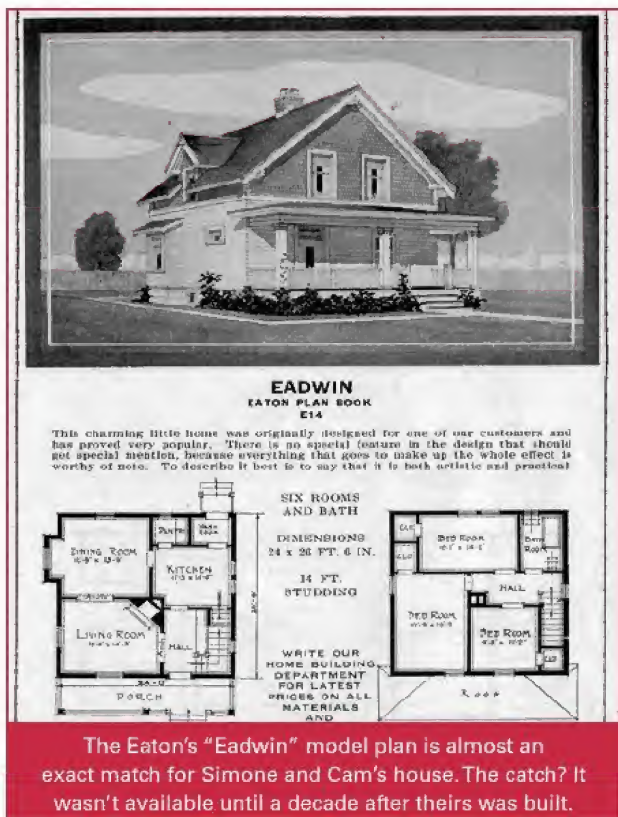 EADWIN
EATON PLAN BOOK
E14
This charming little home was originally designed for one of our customers and
has proved very popular. There is no special feature in the design that should
get special mention, because everything that goes to make up the whole effect is
worthy of note. To describe it best is to say that it is both artistic and practical
SIX ROOMS
AND BATH
DIMENSIONS
24 x 26 FT. 6 IN.
14 FT.
STUDDING
WRITE OUR
HOME BUILDING
DEPARTMENT
FOR LATEST
PRICES ON ALL
MATERIALS
AND
DINING ROOM
PANTRY
KITCHEN
LIVING ROOM
HALL
PORCH
CLO
BED ROOM
BATH
ROOM
CLO
HALL
BED ROOM
BED ROOM
CLO
ROOF
The Eaton's "Eadwin" model plan is almost an
exact match for Simone and Cam's house. The catch? It
wasn't available until a decade after theirs was built.